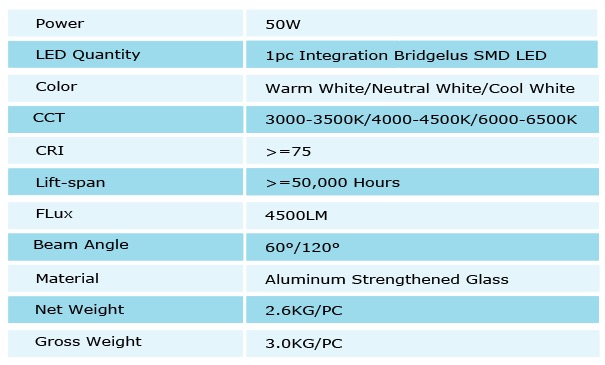 Power 50W
LED Quantity 1pc Integration Bridgelus SMD LED
Color Warm White/Neutral White/Cool White
CCT 3000-3500K/4000-4500K/6000-6500K
CRI >=75
Lift-span >=50,000 Hours
FLux 4500LM
Beam Angle 60°/120°
Material Aluminum Strengthened Glass
Net Weight 2.6KG/PC
Gross Weight 3.0KG/PC